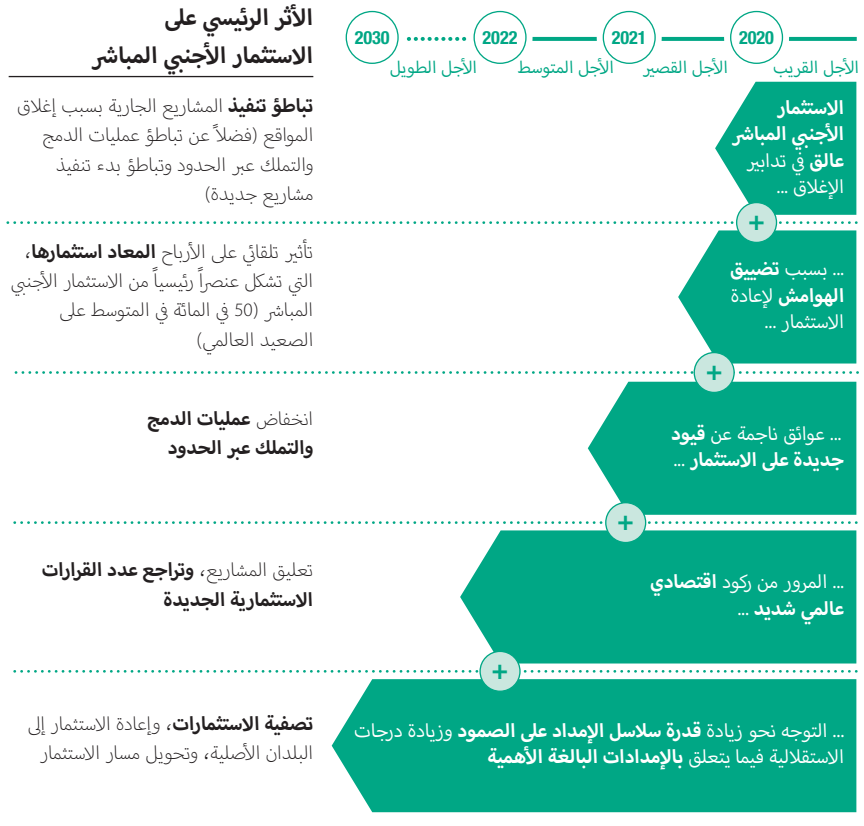 الأثر الرئيسي على
الاستثمار الأجنبي المباشر
2020
2021
2022
2030
الأجل القريب
الأجل القصير
الأجل المتوسط
الأجل الطويل
الاستثمار
الأجنبي المباشر
عالق في تدابير
الإغلاق ...
تباطؤ تنفيذ المشاريع الجارية بسبب إغلاق
المواقع (فضلاً عن تباطؤ عمليات الدمج
والتملك عبر الحدود وتباطؤ بدء تنفيذ
مشاريع جديدة)
+
... بسبب تضييق
الهوامش لإعادة
الاستثمار ...
تأثير تلقائي على الأرباح المعاد استثمارها،
التي تشكل عنصراً رئيسياً من الاستثمار الأجنبي
المباشر (50 في المائة في المتوسط على
الصعيد العالمي)
+
... عوائق ناجمة عن قيود
جديدة على الاستثمار ...
انخفاض عمليات الدمج
والتملك عبر الحدود
+
... المرور من ركود اقتصادي
عالمي شديد ...
تعليق المشاريع، وتراجع عدد القرارات
الاستثمارية الجديدة
+
... التوجه نحو زيادة قدرة سلاسل الإمداد على الصمود وزيادة درجات
الاستقلالية فيما يتعلق بالإمدادات البالغة الأهمية
تصفية الاستثمارات، وإعادة الاستثمار إلى
البلدان الأصلية، وتحويل مسار الاستثمار